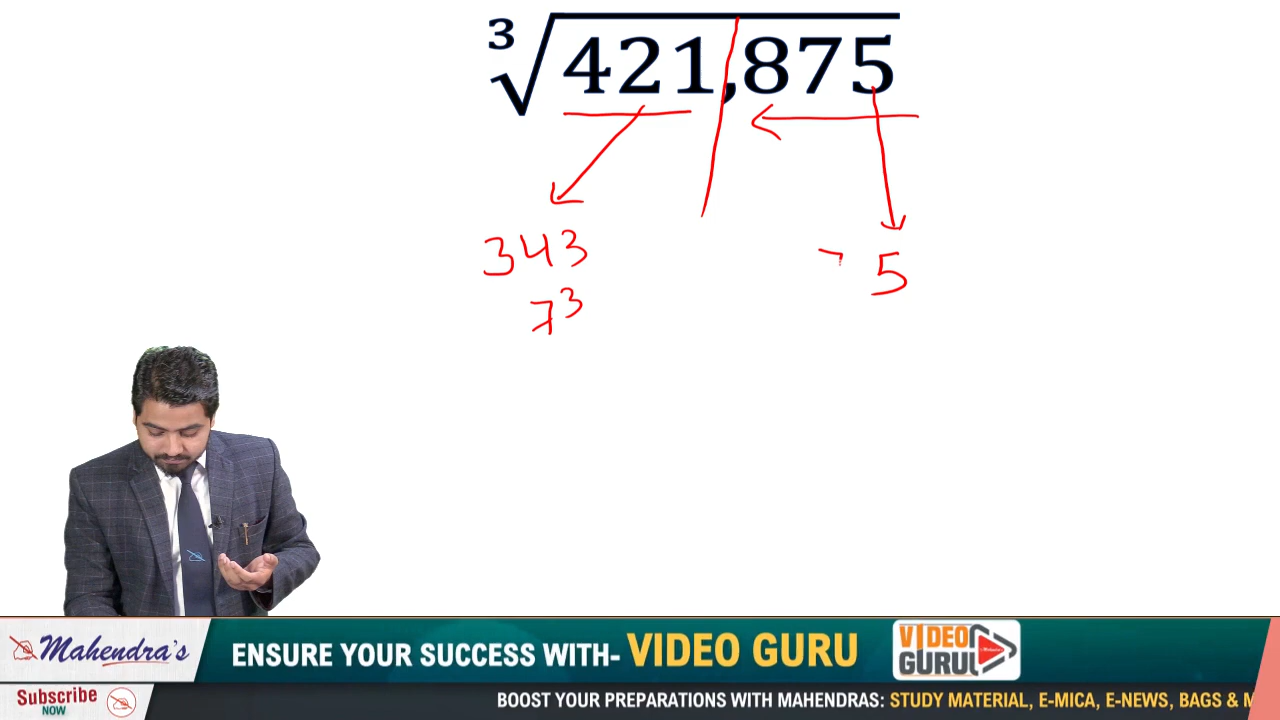 ∛421,875
343
7³
7 5
Mahendra's
ENSURE YOUR SUCCESS WITH- VIDEO GURU
VIDEO
GURU
Subscribe
NOW
BOOST YOUR PREPARATIONS WITH MAHENDRAS: STUDY MATERIAL, E-MICA, E-NEWS, BAGS & M